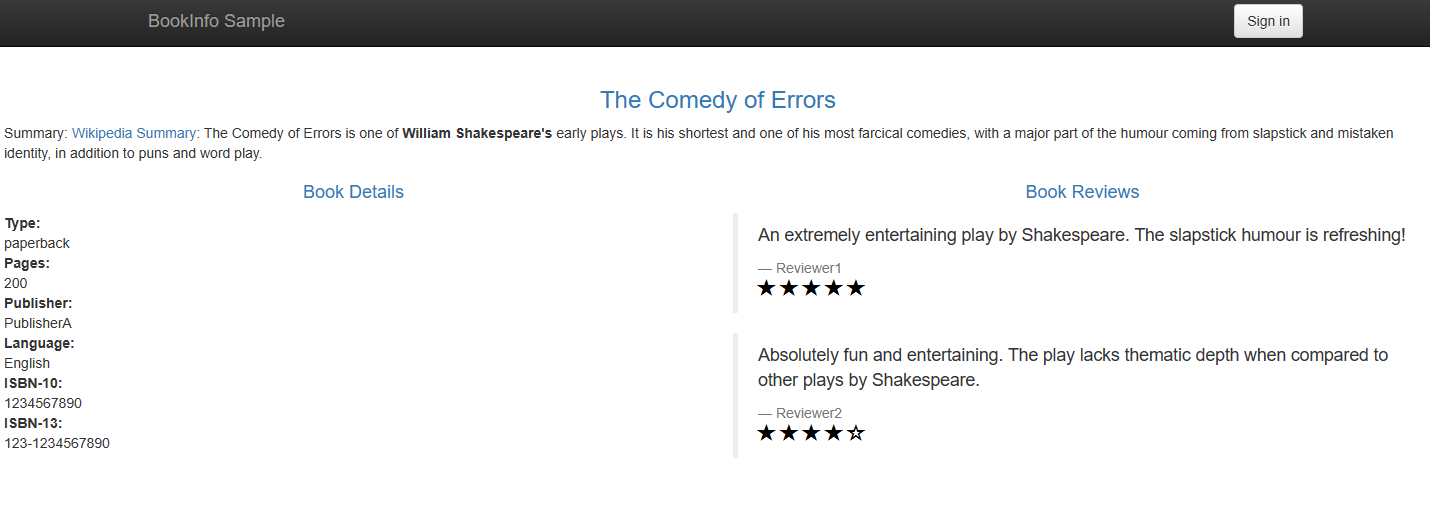 BookInfo Sample
Sign in
The Comedy of Errors
Summary: Wikipedia Summary: The Comedy of Errors is one of William Shakespeare's early plays. It is his shortest and one of his most farcical comedies, with a major part of the humour coming from slapstick and mistaken
identity, in addition to puns and word play.
Book Details
Type:
paperback
Pages:
200
Publisher:
PublisherA
Language:
English
ISBN-10:
1234567890
ISBN-13:
123-1234567890
Book Reviews
An extremely entertaining play by Shakespeare. The slapstick humour is refreshing!
— Reviewer1
★★★★★
Absolutely fun and entertaining. The play lacks thematic depth when compared to
other plays by Shakespeare.
— Reviewer2
★★★★☆